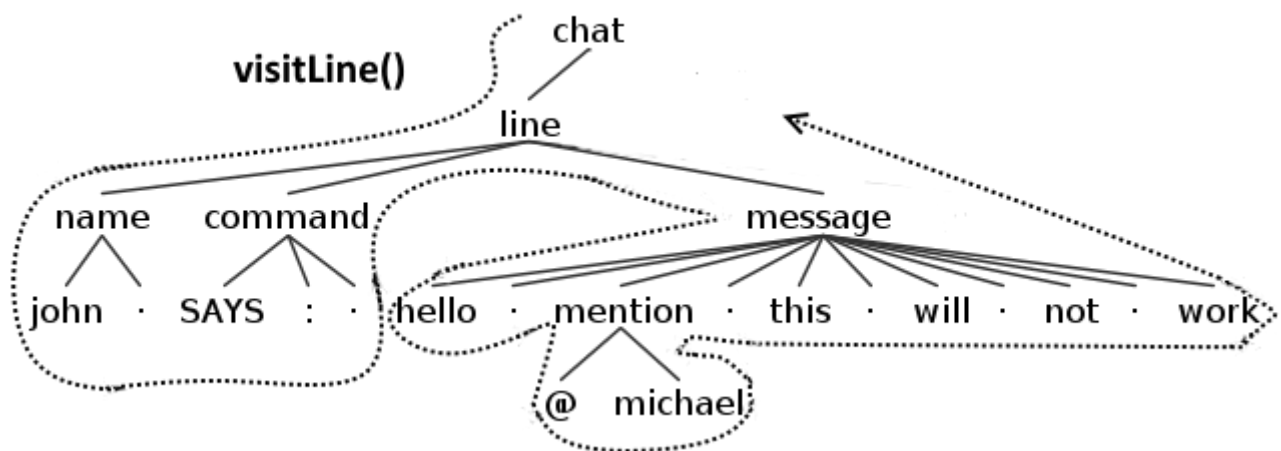 chat
visitLine()
line
name command message
john · SAYS : · hello · mention · this · will · not · work
@ michael